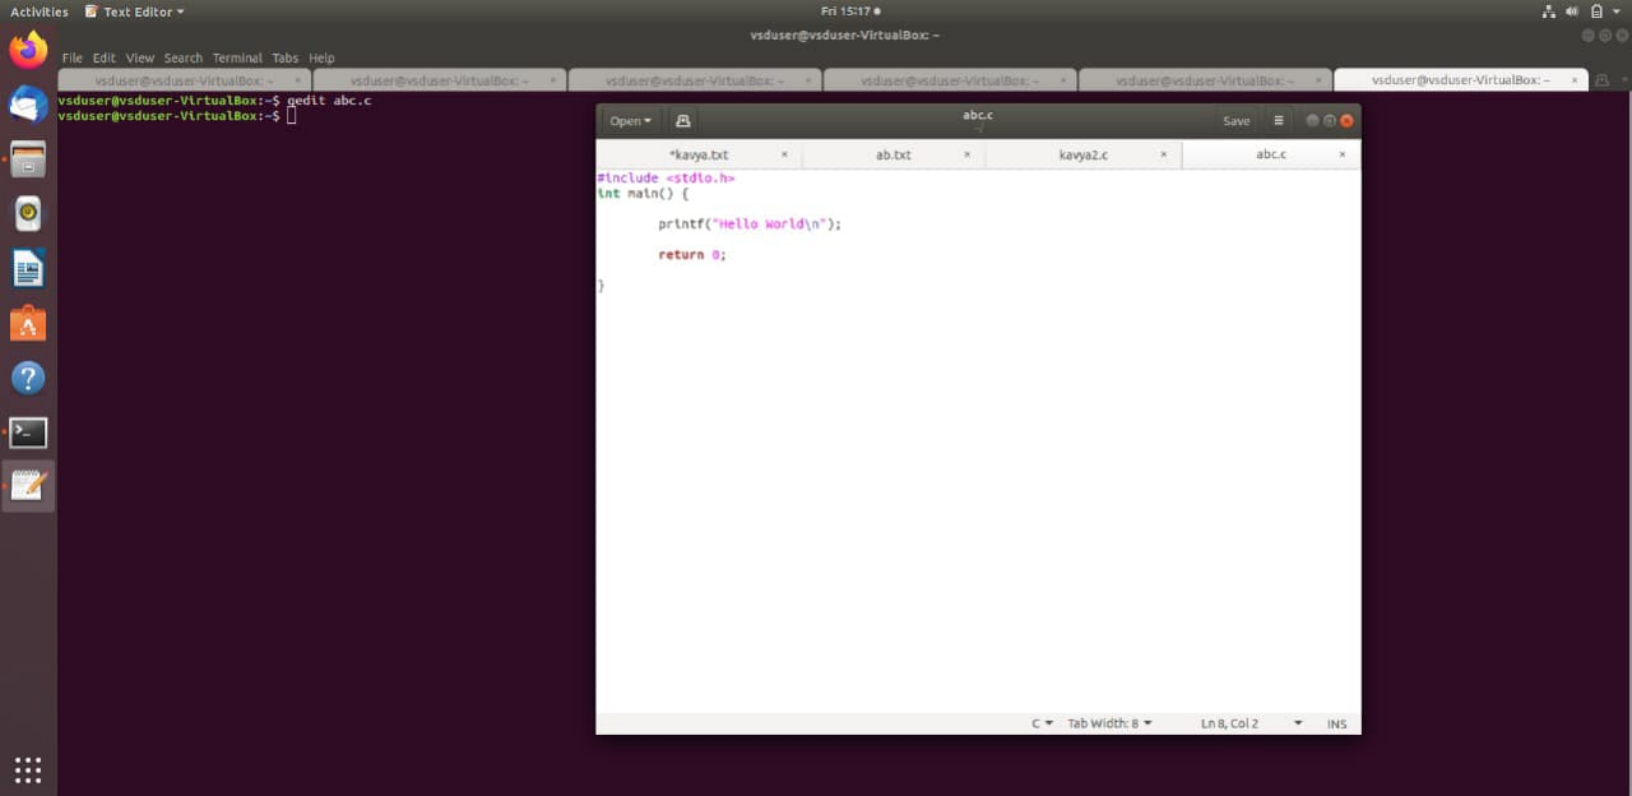 Activities Text Editor Fri 15:17
vsduser@vsduser-VirtualBox: ~
File Edit View Search Terminal Tabs Help
vsduser@vsduser-VirtualBox: ~ × vsduser@vsduser-VirtualBox: ~ × vsduser@vsduser-VirtualBox: ~ × vsduser@vsduser-VirtualBox: ~ × vsduser@vsduser-VirtualBox: ~ × vsduser@vsduser-VirtualBox: ~ ×
vsduser@vsduser-VirtualBox:~$ gedit abc.c
vsduser@vsduser-VirtualBox:~$
Open abc.c Save
~/
*kavya.txt × ab.txt × kavya2.c × abc.c ×
#include <stdio.h>
int main() {
printf("Hello World\n");
return 0;
}
C Tab Width: 8 Ln 8, Col 2 INS